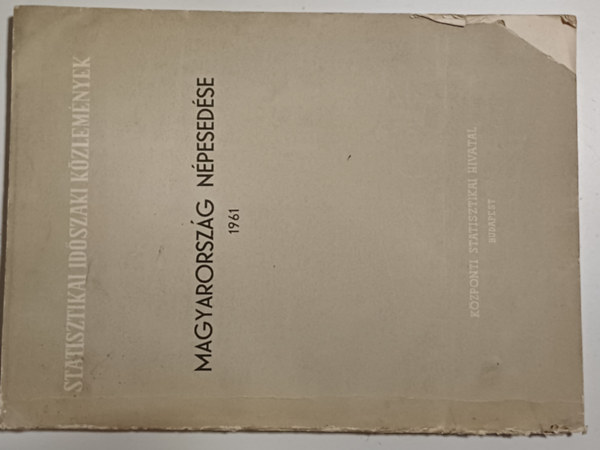 STATISZTIKAI IDŐSZAKI KÖZLEMÉNYEK
MAGYARORSZÁG NÉPESEDÉSE
1961
KÖZPONTI STATISZTIKAI HIVATAL
BUDAPEST